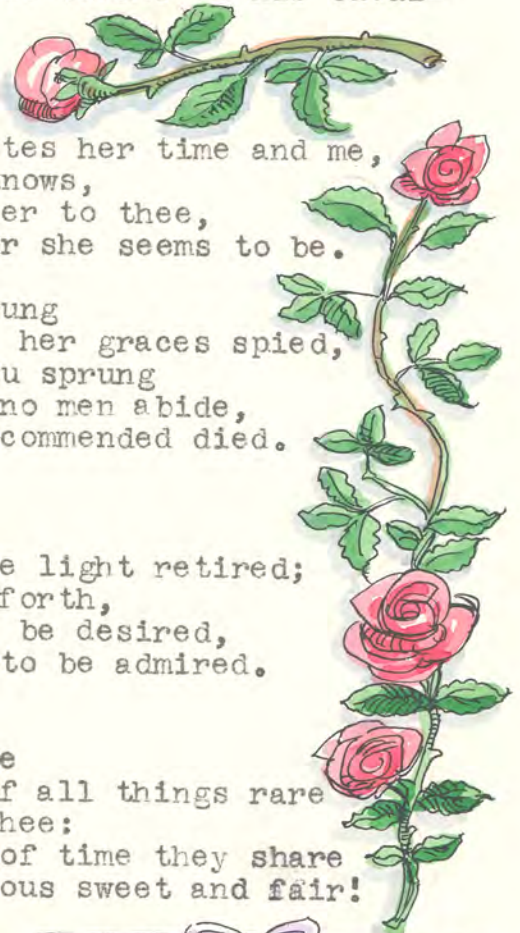 tes her time and me,
nows,
er to thee,
r she seems to be.
ung
her graces spied,
u sprung
no men abide,
commended died.
e light retired;
forth,
be desired,
to be admired.
e
f all things rare
hee:
of time they share
ous sweet and fair!